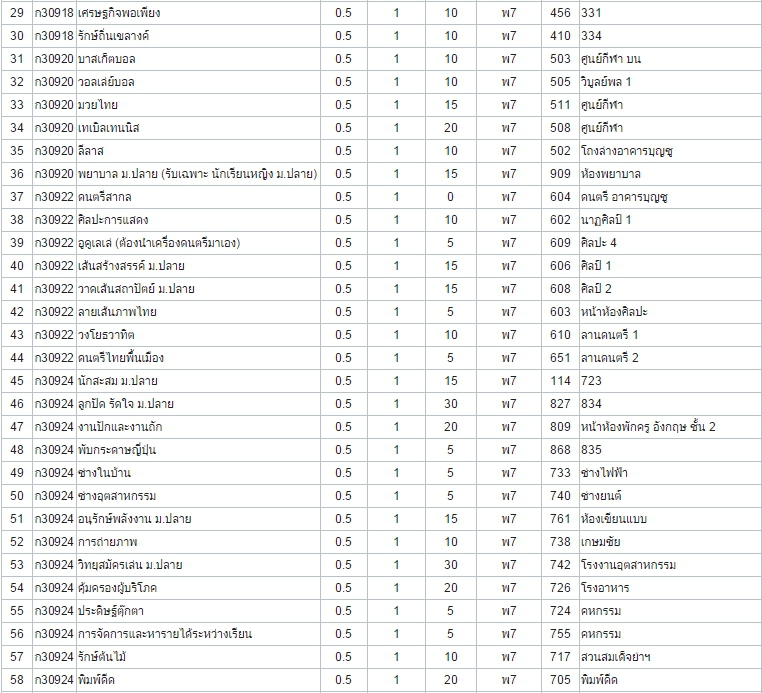 29 ก30918 เศรษฐกิจพอเพียง 0.5 1 10 พ7 456 331
30 ก30918 รักษ์ถิ่นเขลางค์ 0.5 1 10 พ7 410 334
31 ก30920 บาสเก็ตบอล 0.5 1 10 พ7 503 ศูนย์กีฬา บน
32 ก30920 วอลเล่ย์บอล 0.5 1 10 พ7 505 วิบูลย์พล 1
33 ก30920 มวยไทย 0.5 1 15 พ7 511 ศูนย์กีฬา
34 ก30920 เทเบิลเทนนิส 0.5 1 20 พ7 508 ศูนย์กีฬา
35 ก30920 ลีลาส 0.5 1 10 พ7 502 โถงล่างอาคารบุญชู
36 ก30920 พยาบาล ม.ปลาย (รับเฉพาะ นักเรียนหญิง ม.ปลาย) 0.5 1 15 พ7 909 ห้องพยาบาล
37 ก30922 ดนตรีสากล 0.5 1 0 พ7 604 ดนตรี อาคารบุญชู
38 ก30922 ศิลปะการแสดง 0.5 1 10 พ7 602 นาฏศิลป์ 1
39 ก30922 อูคูเลเล่ (ต้องนำเครื่องดนตรีมาเอง) 0.5 1 5 พ7 609 ศิลปะ 4
40 ก30922 เส้นสร้างสรรค์ ม.ปลาย 0.5 1 15 พ7 606 ศิลป์ 1
41 ก30922 วาดเส้นสถาปัตย์ ม.ปลาย 0.5 1 15 พ7 608 ศิลป์ 2
42 ก30922 ลายเส้นภาพไทย 0.5 1 5 พ7 603 หน้าห้องศิลปะ
43 ก30922 วงโยธวาทิต 0.5 1 10 พ7 610 ลานดนตรี 1
44 ก30922 ดนตรีไทยพื้นเมือง 0.5 1 5 พ7 651 ลานดนตรี 2
45 ก30924 นักสะสม ม.ปลาย 0.5 1 15 พ7 114 723
46 ก30924 ลูกปัด รัดใจ ม.ปลาย 0.5 1 30 พ7 827 834
47 ก30924 งานปักและงานถัก 0.5 1 20 พ7 809 หน้าห้องพักครู อังกฤษ ชั้น 2
48 ก30924 พับกระดาษญี่ปุ่น 0.5 1 5 พ7 868 835
49 ก30924 ช่างในบ้าน 0.5 1 5 พ7 733 ช่างไฟฟ้า
50 ก30924 ช่างอุตสาหกรรม 0.5 1 5 พ7 740 ช่างยนต์
51 ก30924 อนุรักษ์พลังงาน ม.ปลาย 0.5 1 15 พ7 761 ห้องเขียนแบบ
52 ก30924 การถ่ายภาพ 0.5 1 10 พ7 738 เกษมชัย
53 ก30924 วิทยุสมัครเล่น ม.ปลาย 0.5 1 30 พ7 742 โรงงานอุตสาหกรรม
54 ก30924 คุ้มครองผู้บริโภค 0.5 1 20 พ7 726 โรงอาหาร
55 ก30924 ประดิษฐ์ตุ๊กตา 0.5 1 5 พ7 724 คหกรรม
56 ก30924 การจัดการและหารายได้ระหว่างเรียน 0.5 1 5 พ7 755 คหกรรม
57 ก30924 รักษ์ต้นไม้ 0.5 1 10 พ7 717 สวนสมเด็จย่าฯ
58 ก30924 พิมพ์ดีด 0.5 1 20 พ7 705 พิมพ์ดีด